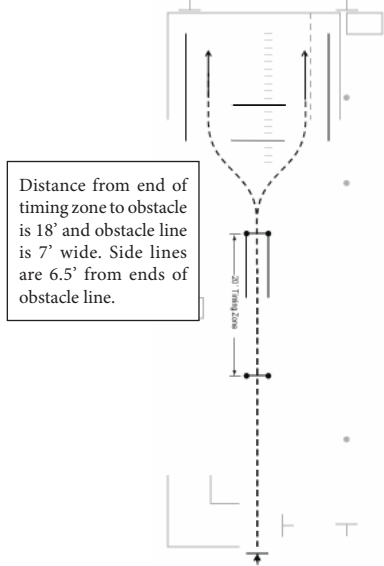 Distance from end of
timing zone to obstacle
is 18’ and obstacle line
is 7’ wide. Side lines
are 6.5’ from ends of
obstacle line.
20' Timing Zone